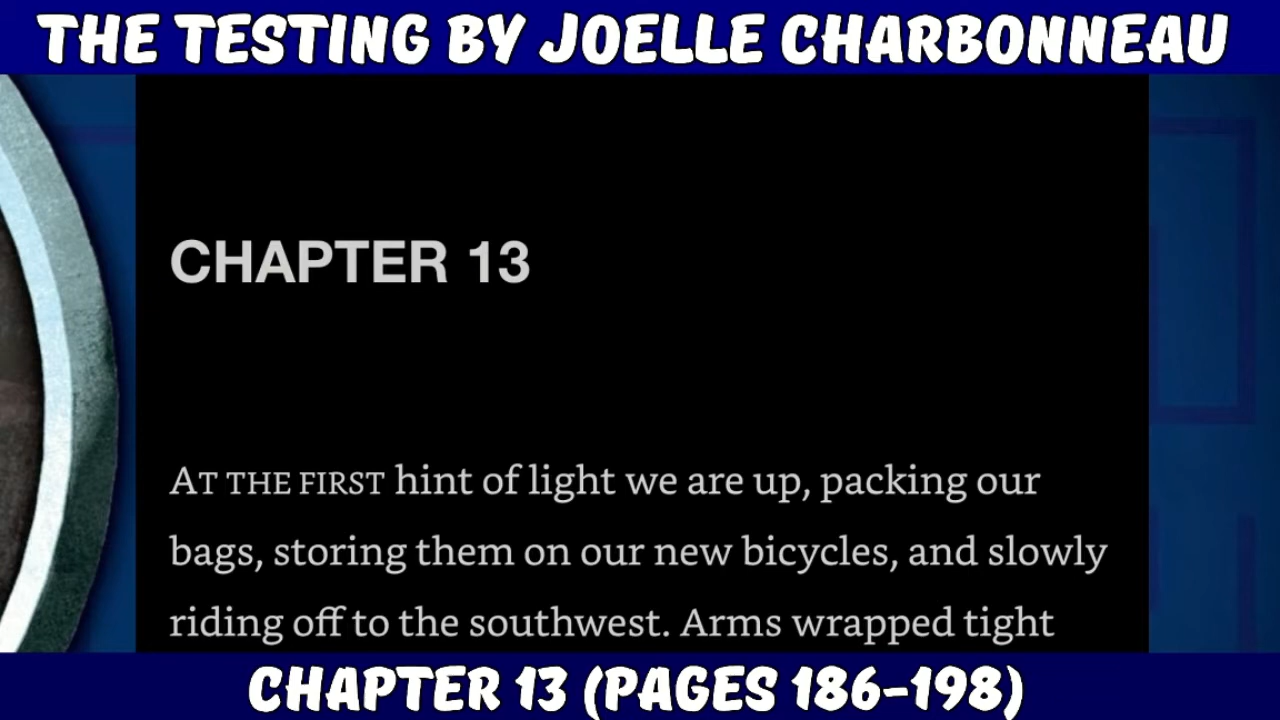 THE TESTING BY JOELLE CHARBONNEAU
CHAPTER 13
AT THE FIRST hint of light we are up, packing our
bags, storing them on our new bicycles, and slowly
riding off to the southwest. Arms wrapped tight
CHAPTER 13 (PAGES 186-198)